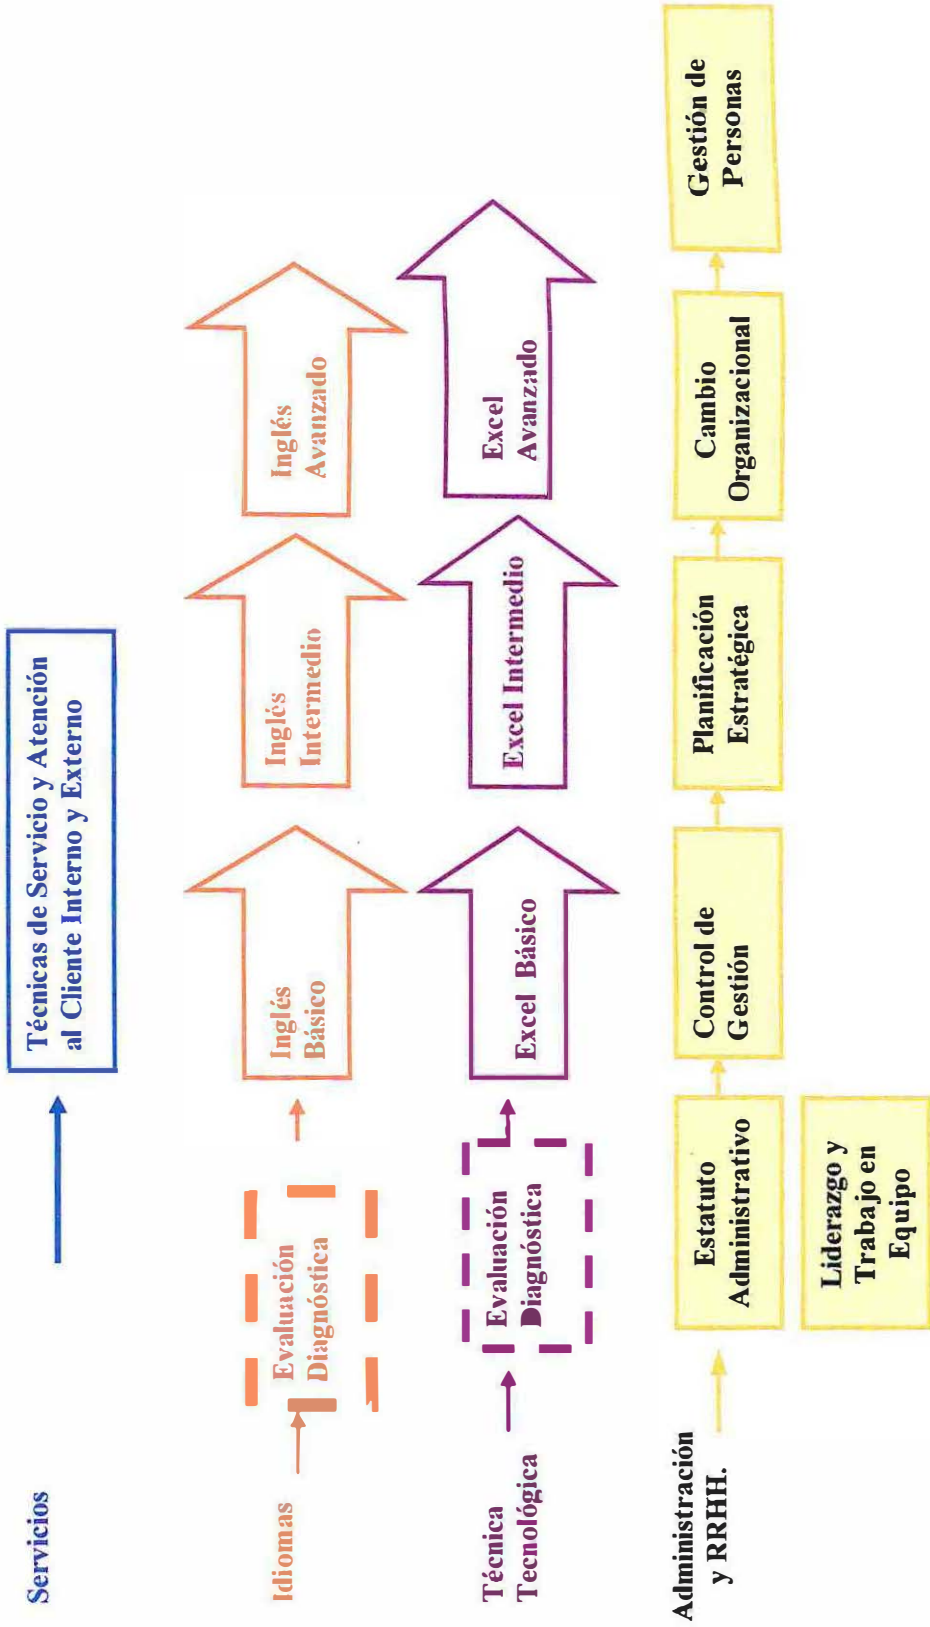 Servicios
Técnicas de Servicio y Atención
al Cliente Interno y Externo
Idiomas
Evaluación
Diagnóstica
Inglés
Básico
Inglés
Intermedio
Inglés
Avanzado
Técnica
Tecnológica
Evaluación
Diagnóstica
Excel Básico
Excel Intermedio
Excel
Avanzado
Administración
y RRHH.
Estatuto
Administrativo
Control de
Gestión
Planificación
Estratégica
Cambio
Organizacional
Gestión de
Personas
Liderazgo y
Trabajo en
Equipo